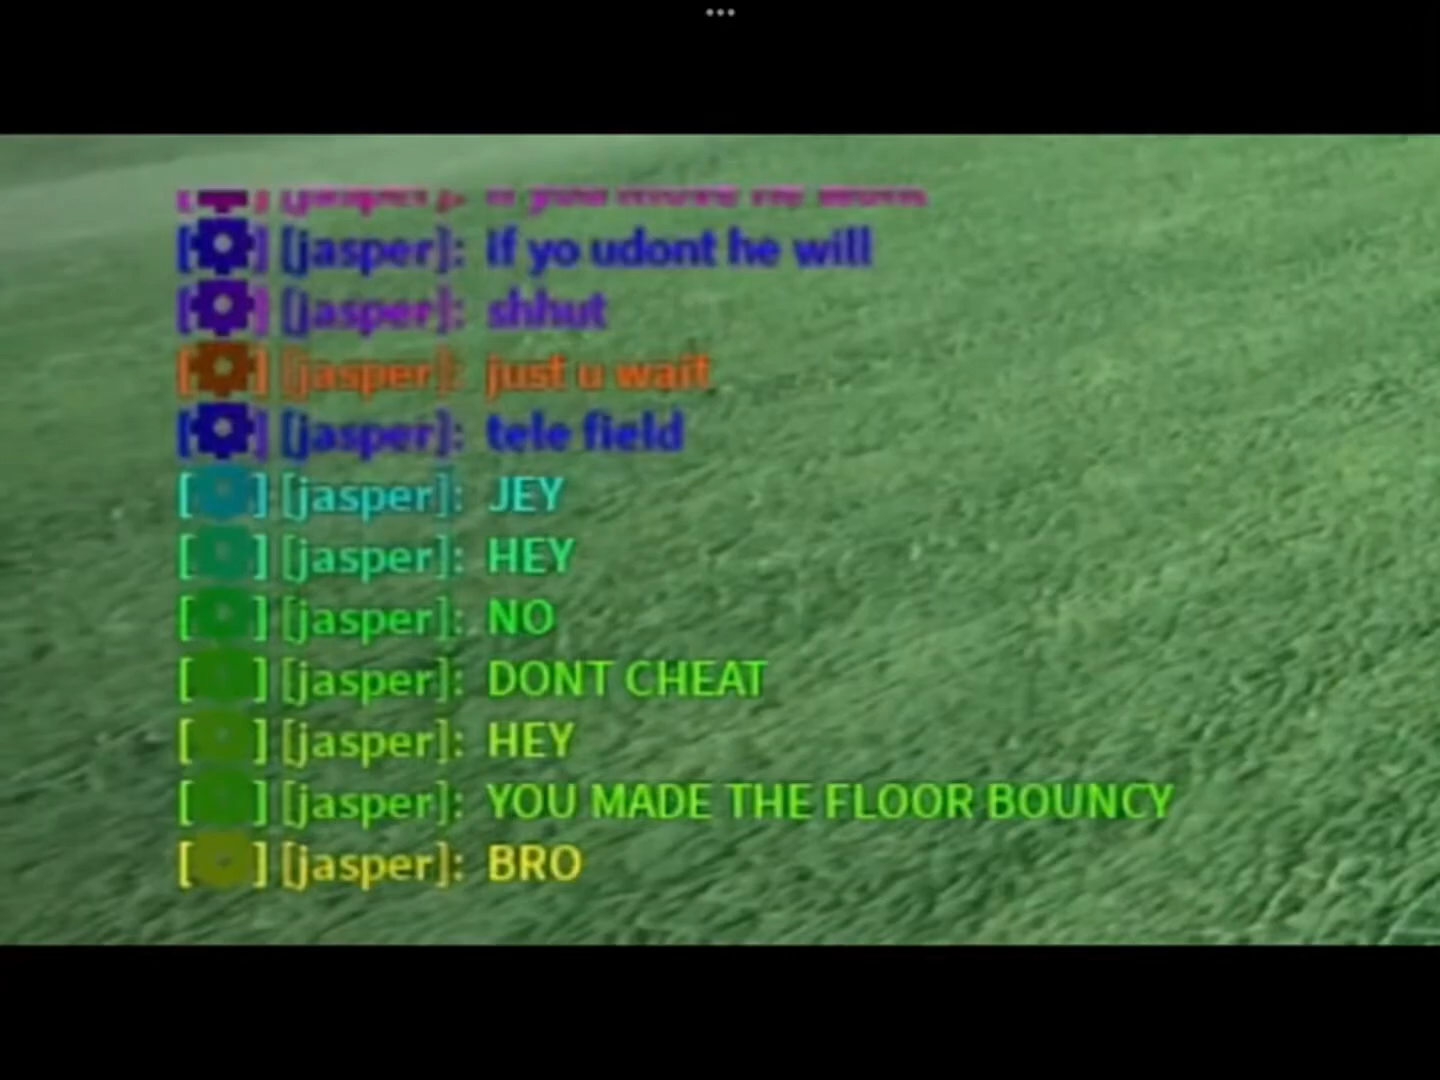 [jasper]: if yo udont he will
[jasper]: shhut
[jasper]: just u wait
[jasper]: tele field
[jasper]: JEY
[jasper]: HEY
[jasper]: NO
[jasper]: DONT CHEAT
[jasper]: HEY
[jasper]: YOU MADE THE FLOOR BOUNCY
[jasper]: BRO